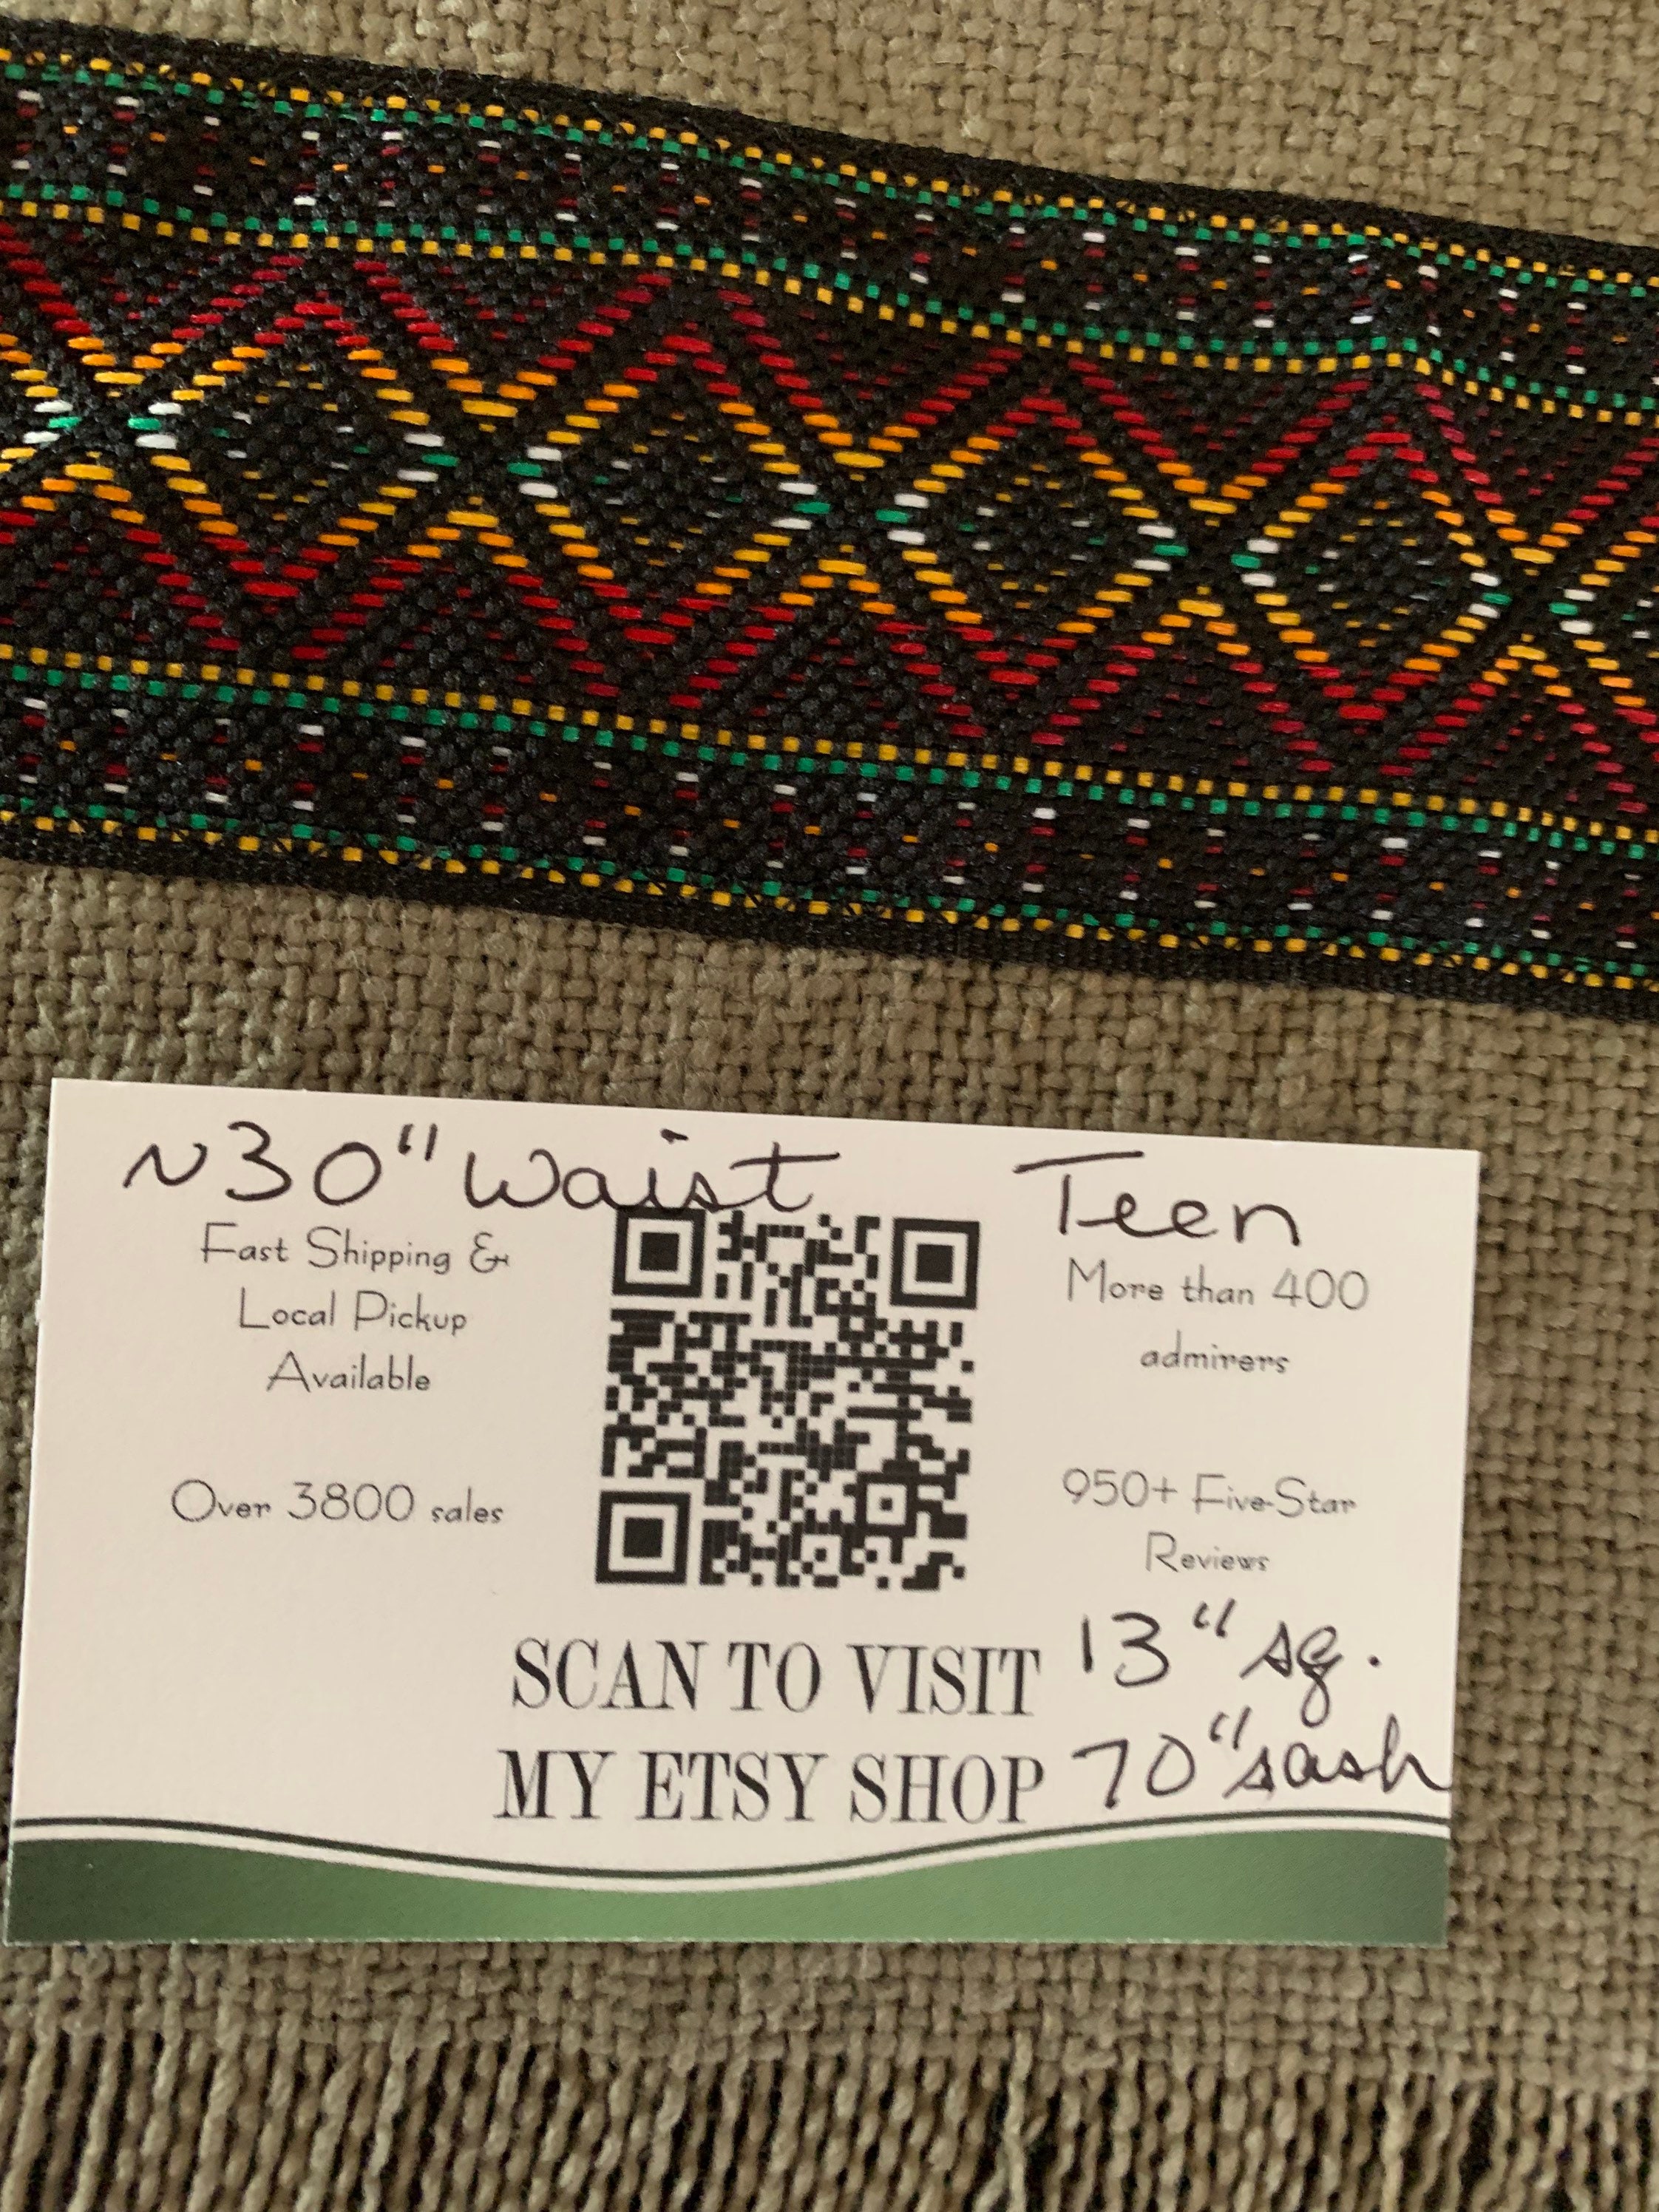 ~30" Waist Teen
Fast Shipping &
Local Pickup
Available
Over 3800 sales
More than 400
admirers
950+ Five-Star
Reviews
SCAN TO VISIT
MY ETSY SHOP
13" sq.
70" sash